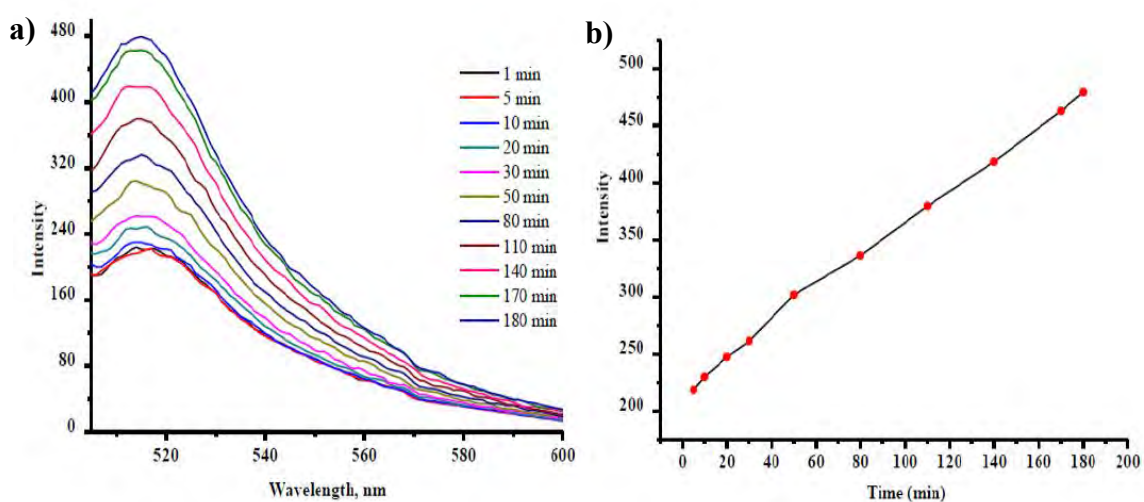 a)
480
400
320
240
160
80
0
Intensity
520
540
560
580
600
Wavelength, nm
1 min
5 min
10 min
20 min
30 min
50 min
80 min
110 min
140 min
170 min
180 min
b)
500
450
400
350
300
250
200
Intensity
0
20
40
60
80
100
120
140
160
180
200
Time (min)